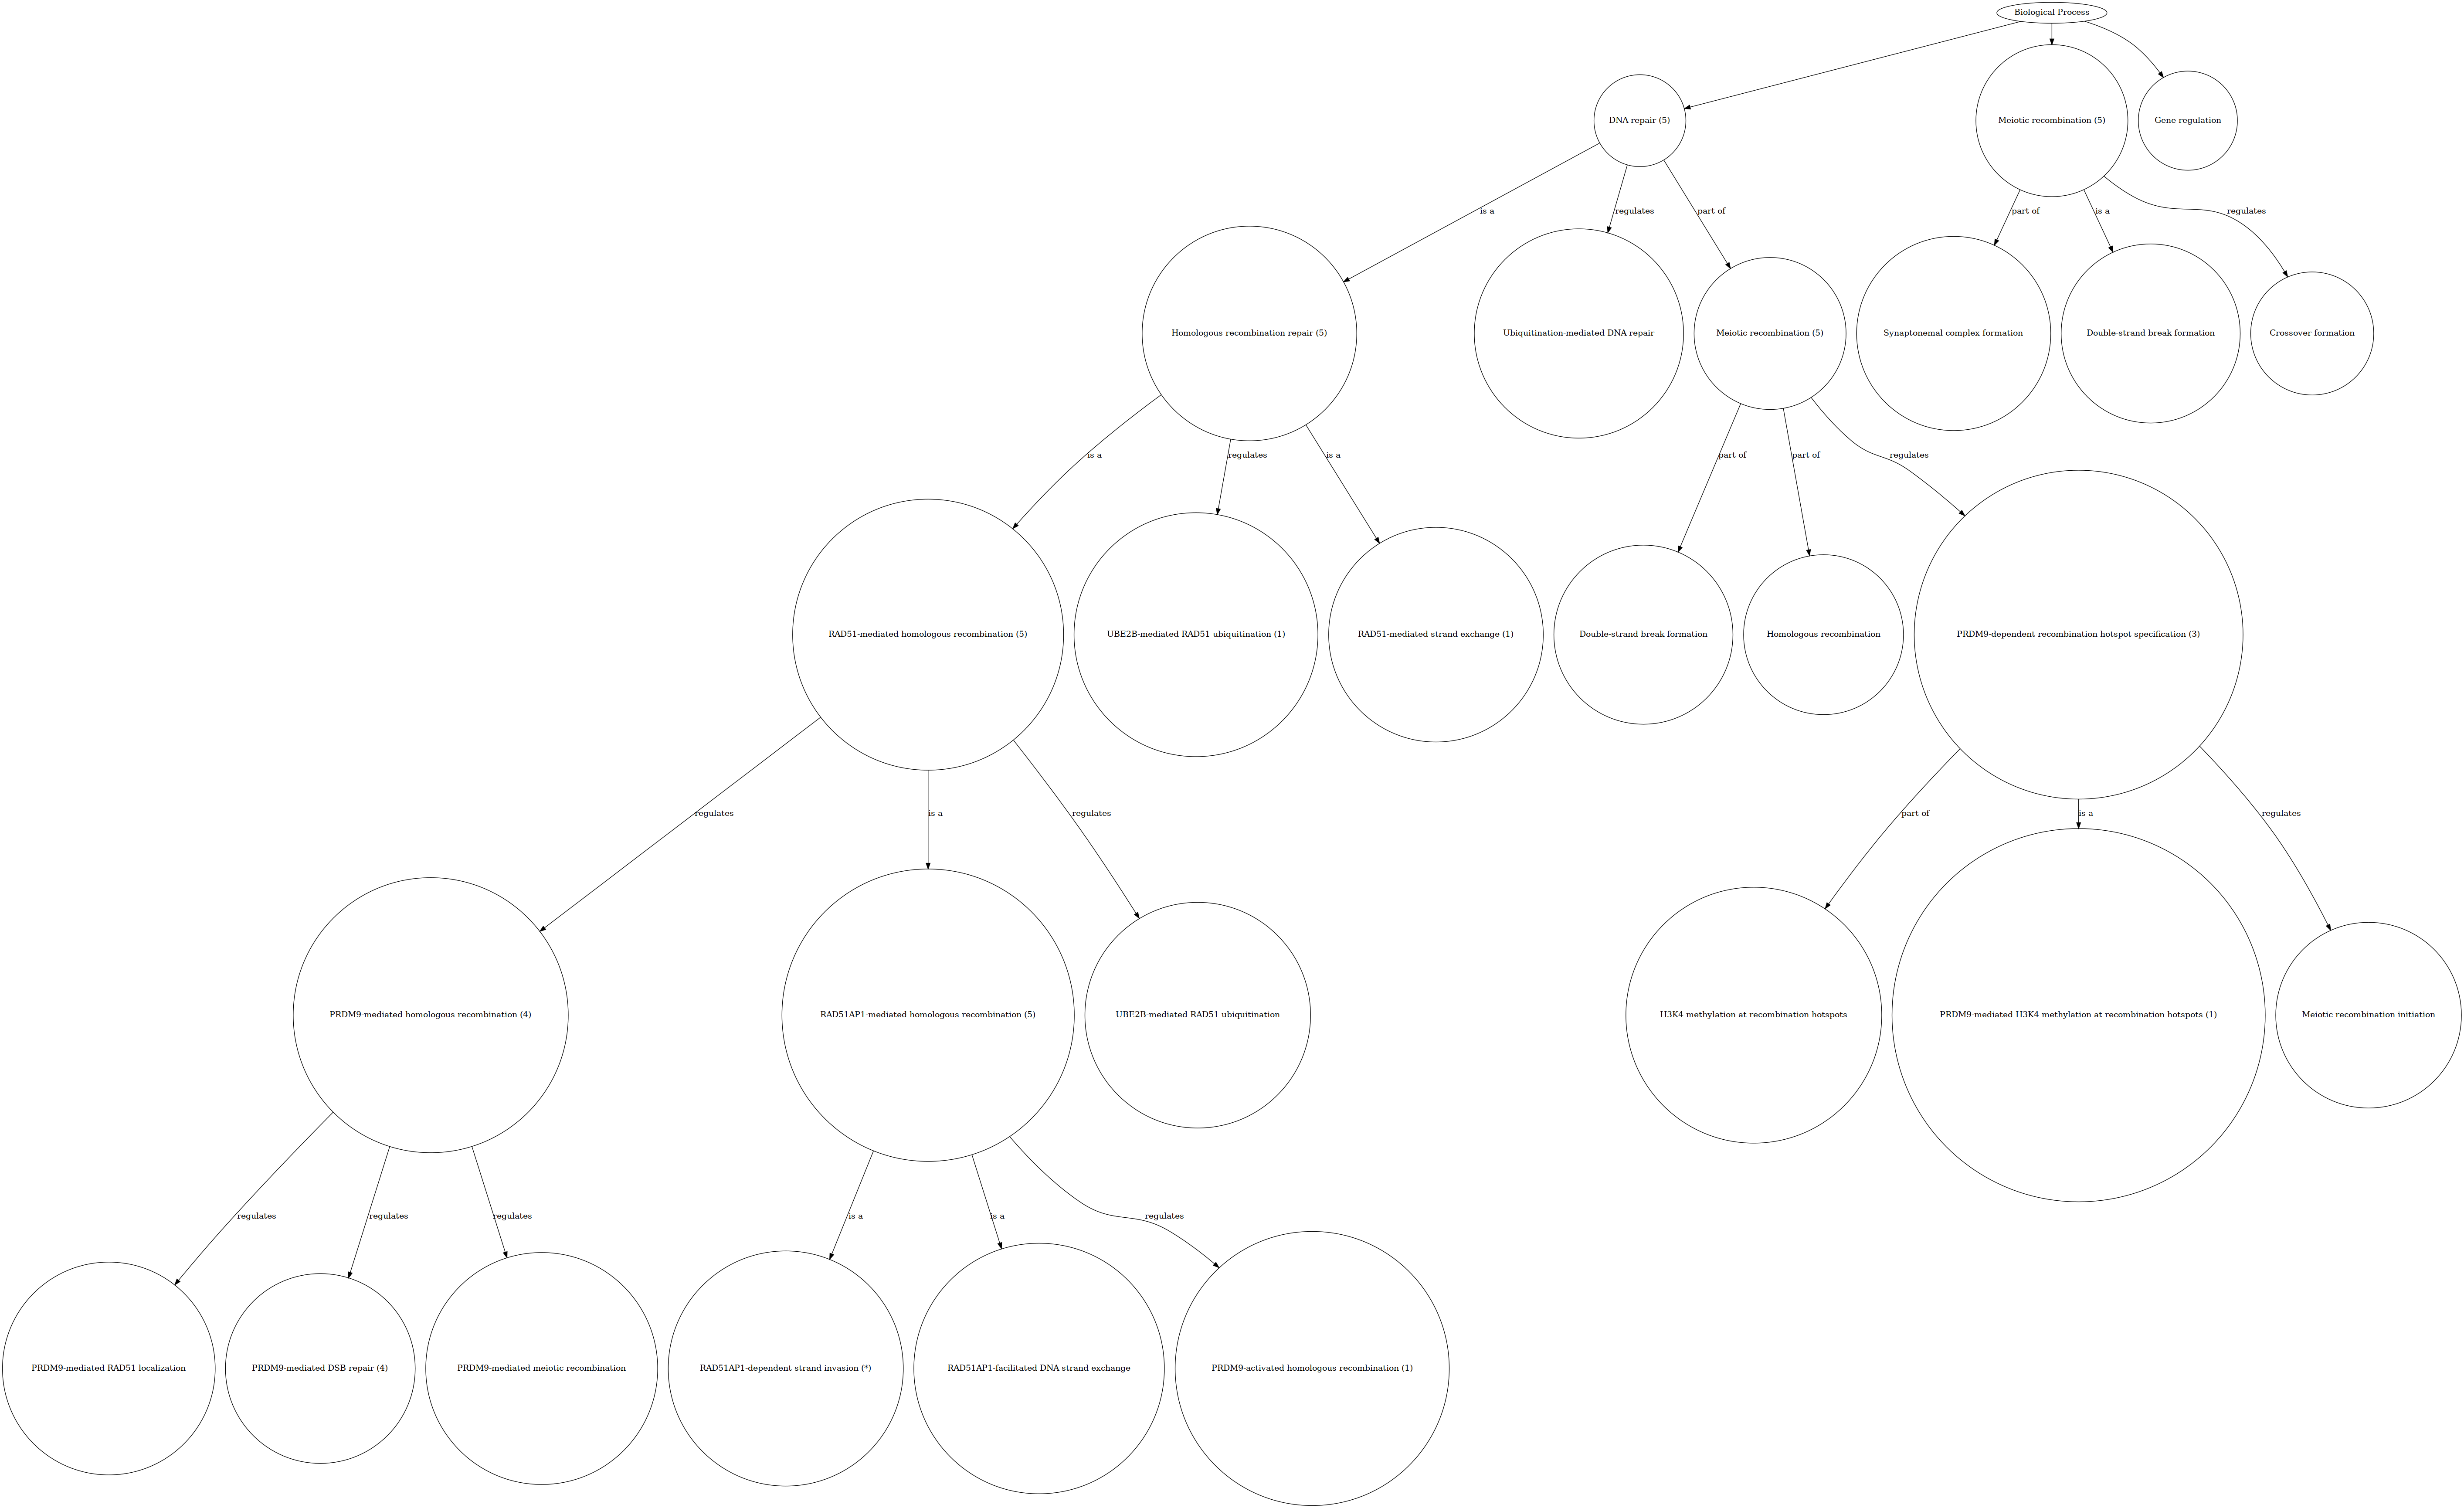 Biological Process
DNA repair (5)
Meiotic recombination (5)
Gene regulation
is a
regulates
part of
part of
is a
regulates
Homologous recombination repair (5)
Ubiquitination-mediated DNA repair
Meiotic recombination (5)
Synaptonemal complex formation
Double-strand break formation
Crossover formation
is a
regulates
is a
part of
part of
regulates
RAD51-mediated homologous recombination (5)
UBE2B-mediated RAD51 ubiquitination (1)
RAD51-mediated strand exchange (1)
Double-strand break formation
Homologous recombination
PRDM9-dependent recombination hotspot specification (3)
regulates
is a
regulates
part of
is a
regulates
PRDM9-mediated homologous recombination (4)
RAD51AP1-mediated homologous recombination (5)
UBE2B-mediated RAD51 ubiquitination
H3K4 methylation at recombination hotspots
PRDM9-mediated H3K4 methylation at recombination hotspots (1)
Meiotic recombination initiation
regulates
regulates
regulates
is a
is a
regulates
PRDM9-mediated RAD51 localization
PRDM9-mediated DSB repair (4)
PRDM9-mediated meiotic recombination
RAD51AP1-dependent strand invasion (*)
RAD51AP1-facilitated DNA strand exchange
PRDM9-activated homologous recombination (1)